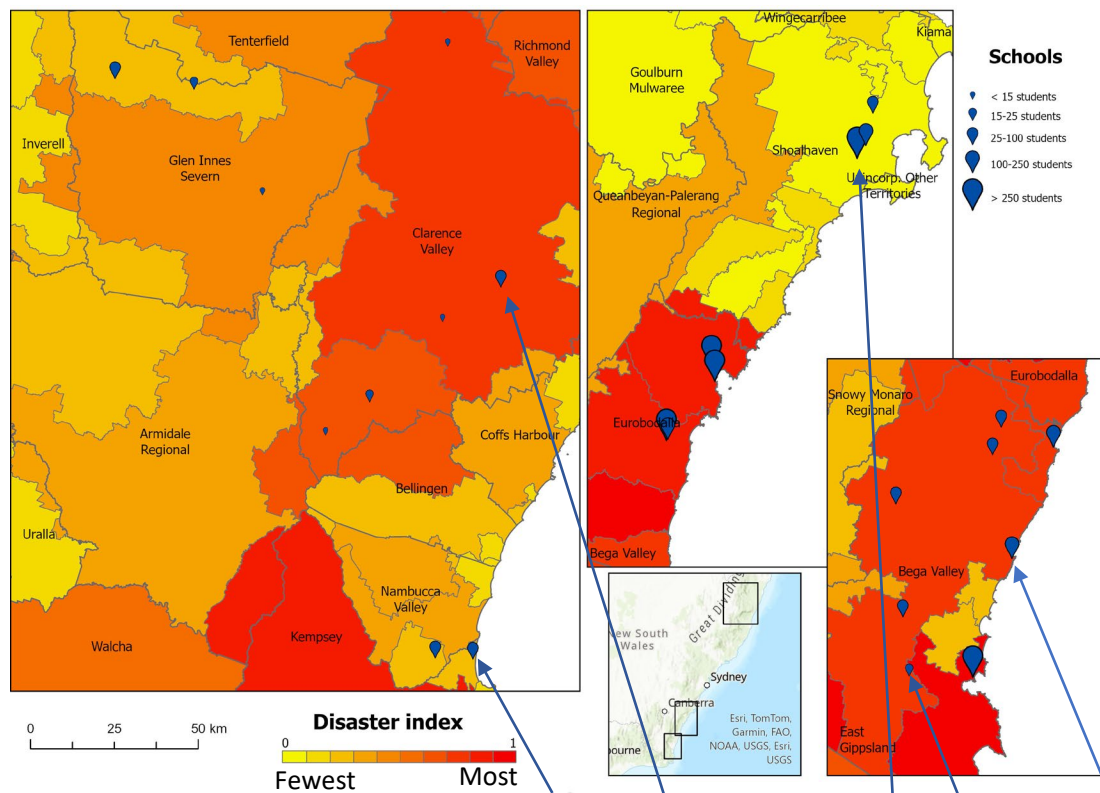 Tenterfield
Richmond
Valley
Inverell
Glen Innes
Severn
Clarence
Valley
Armidale
Regional
Coffs Harbour
Bellingen
Uralla
Nambucca
Valley
Walcha
Kempsey
Wingecarribee
Kiama
Goulburn
Mulwaree
Shoalhaven
Unincorp. Other
Territories
Queanbeyan-Palerang
Regional
Eurobodalla
Bega Valley
Schools
< 15 students
15-25 students
25-100 students
100-250 students
> 250 students
Snowy Monaro
Regional
Eurobodalla
Bega Valley
East
Gippsland
Great Dividing
New South
Wales
Sydney
Canberra
bourne
Esri, TomTom,
Garmin, FAO,
NOAA, USGS, Esri,
USGS
0 25 50 km
Disaster index
0 1
Fewest Most